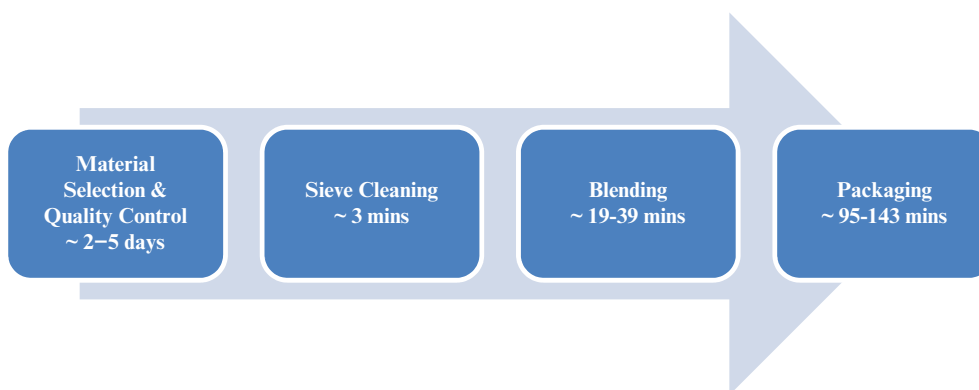 Material
Selection &
Quality Control
~ 2−5 days
Sieve Cleaning
~ 3 mins
Blending
~ 19-39 mins
Packaging
~ 95-143 mins